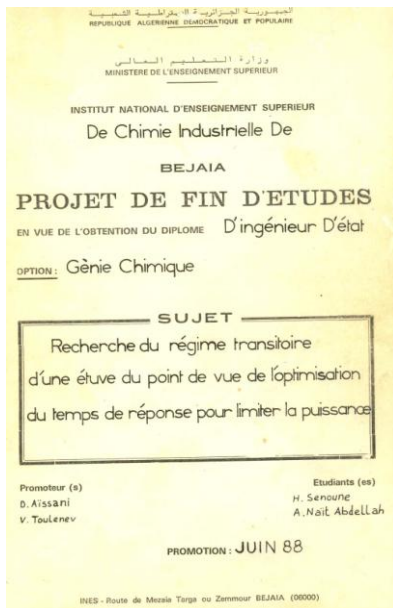 الجمهورية الجزائرية الديمقراطية الشعبية
REPUBLIQUE ALGERIENNE DEMOCRATIQUE ET POPULAIRE
وزارة التعليم العالي
MINISTERE DE L'ENSEIGNEMENT SUPERIEUR
INSTITUT NATIONAL D'ENSEIGNEMENT SUPERIEUR
De Chimie Industrielle De
BEJAIA
PROJET DE FIN D'ETUDES
EN VUE DE L'OBTENTION DU DIPLOME D'ingénieur D'état
OPTION : Gènie Chimique
SUJET
Recherche du régime transitoire
d'une étuve du point de vue de l'optimisation
du temps de réponse pour limiter la puissance
Promoteur (s)
D. Aïssani
V. Toulenev
Etudiants (es)
H. Senoune
A. Naït Abdellah
PROMOTION : JUIN 88
INES - Route de Mezaia Targa ou Zemmour BEJAIA (06000)